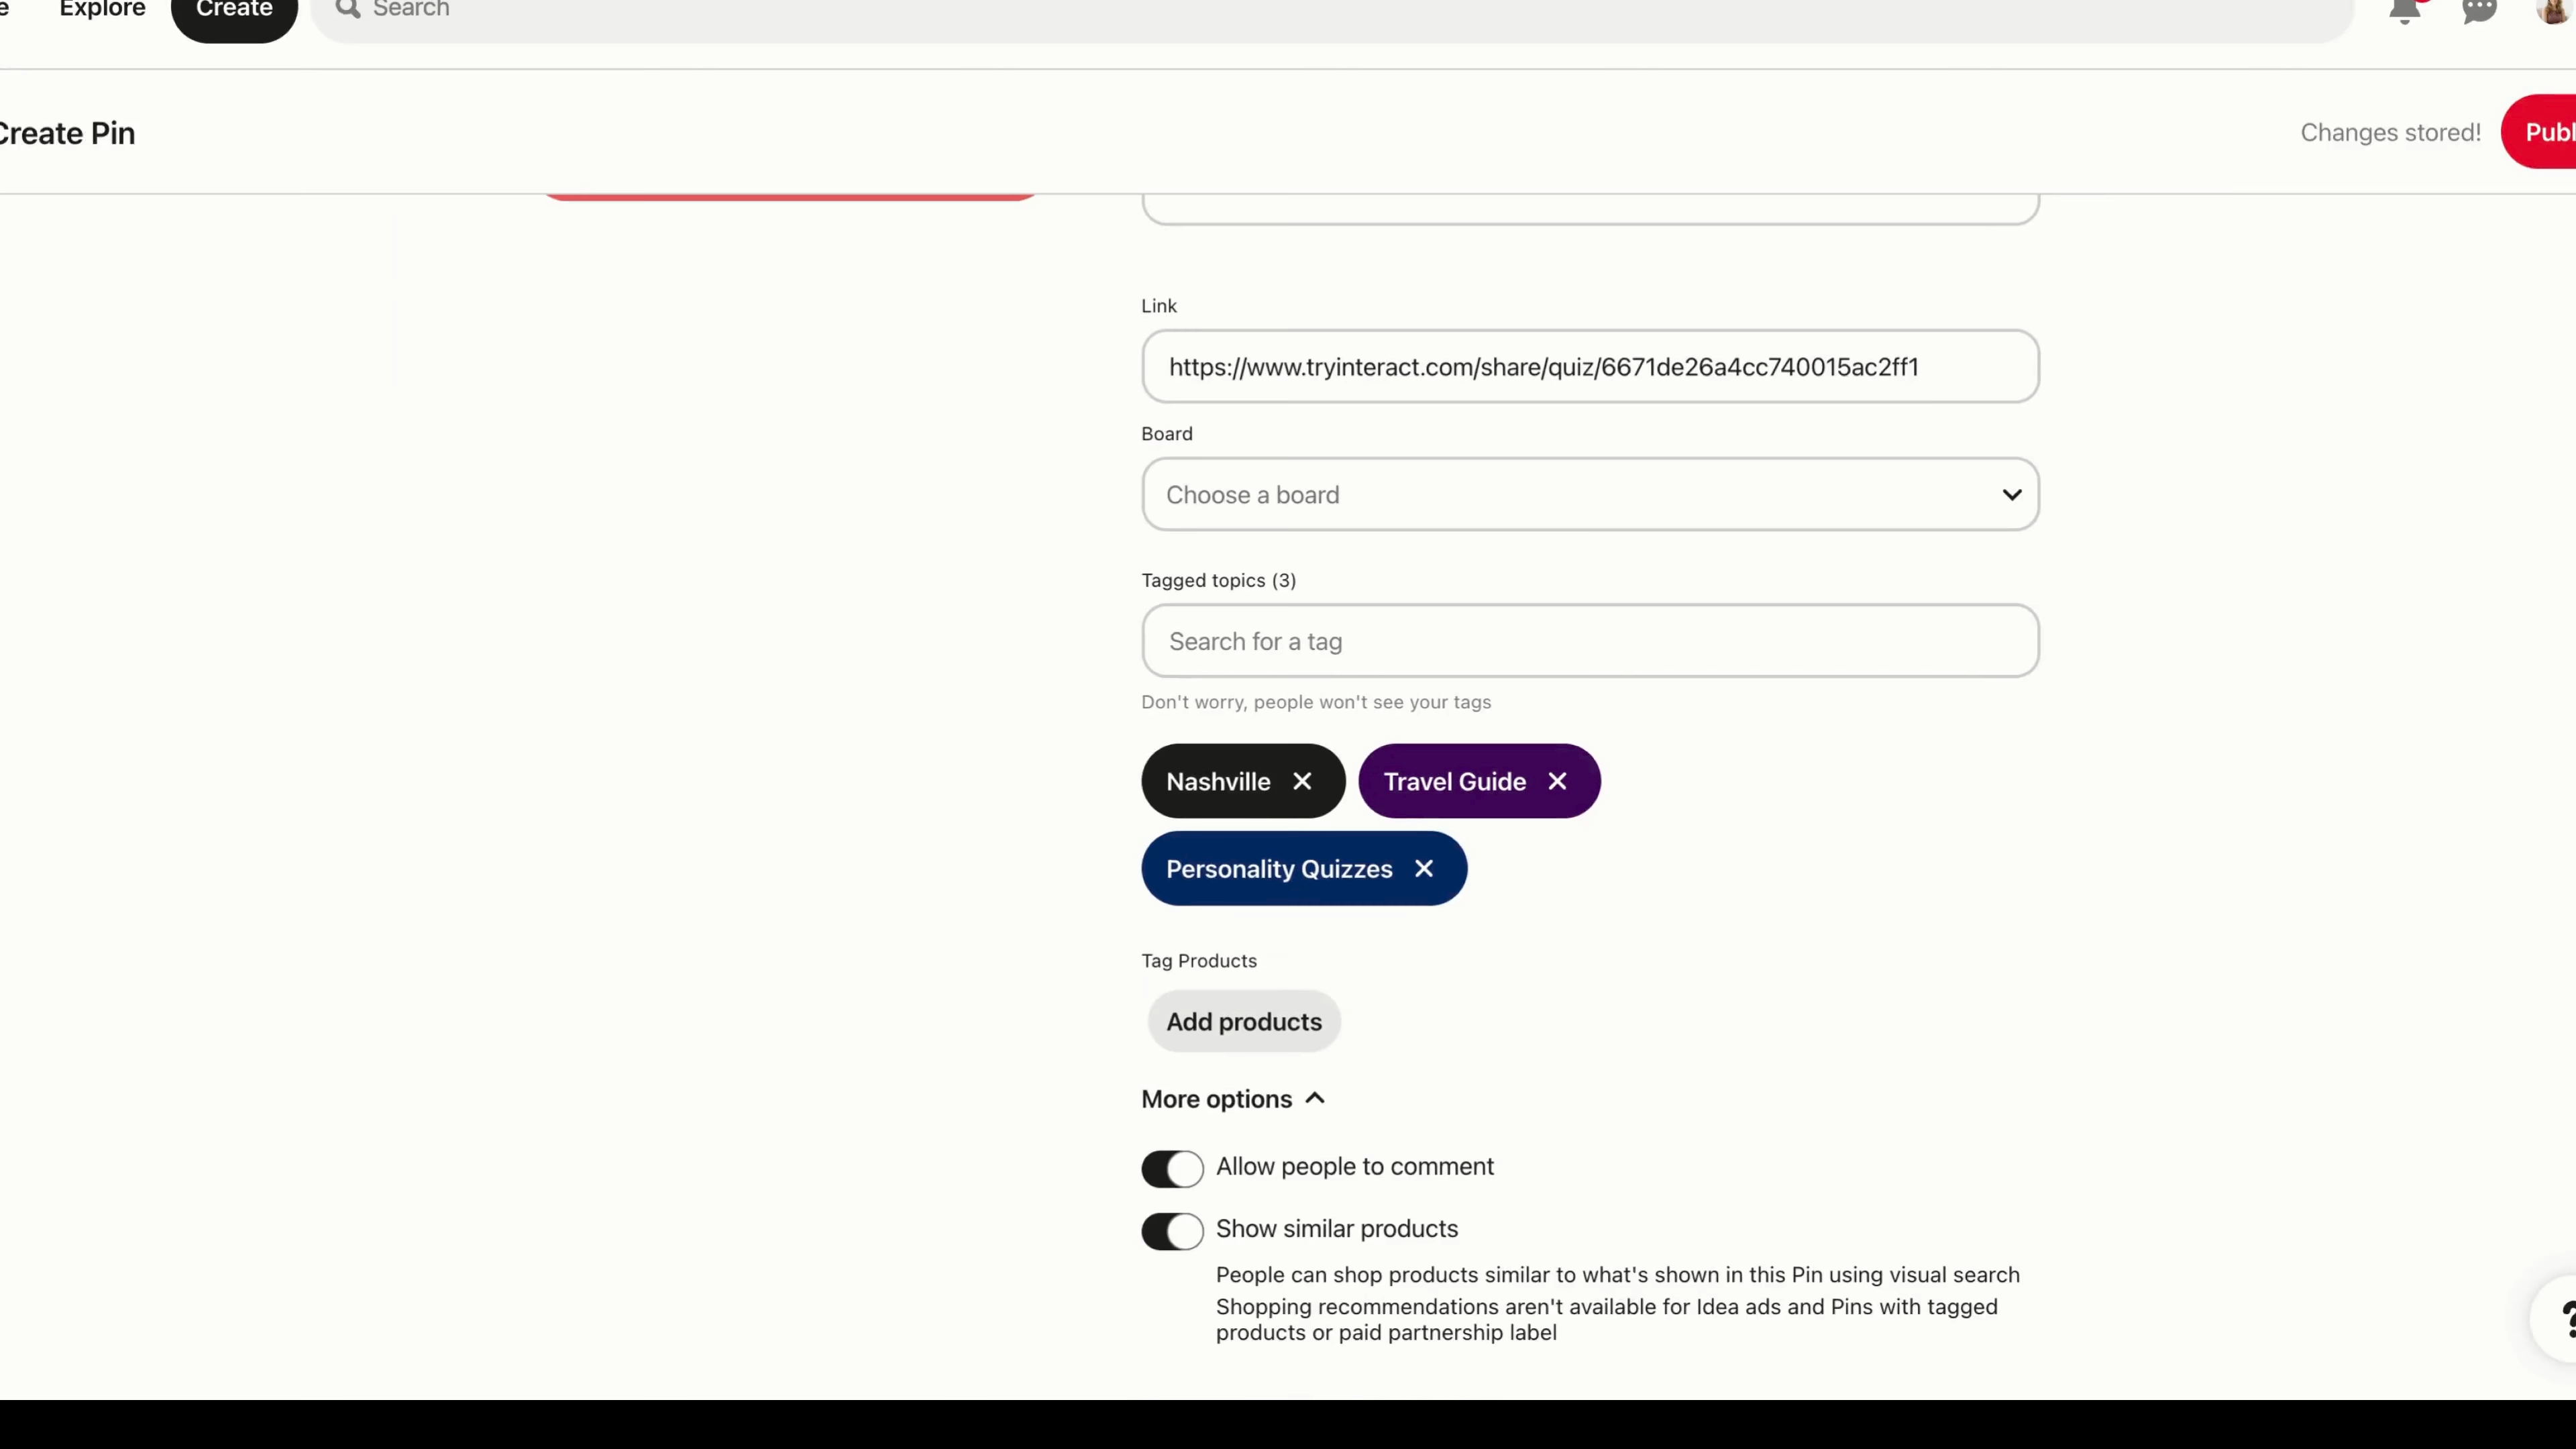 Explore Create Search
Create Pin Changes stored! Publ
Link
https://www.tryinteract.com/share/quiz/6671de26a4cc740015ac2ff1
Board
Choose a board
Tagged topics (3)
Search for a tag
Don't worry, people won't see your tags
Nashville Travel Guide
Personality Quizzes
Tag Products
Add products
More options
Allow people to comment
Show similar products
People can shop products similar to what's shown in this Pin using visual search
Shopping recommendations aren't available for Idea ads and Pins with tagged
products or paid partnership label
?